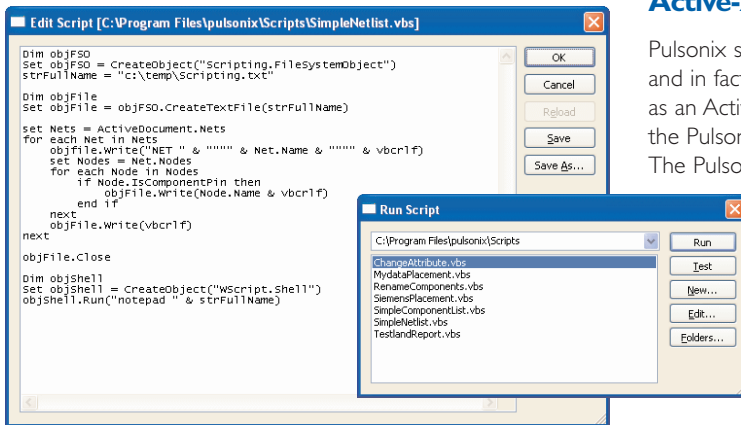 Edit Script [C:\Program Files\pulsonix\Scripts\SimpleNetlist.vbs]
Dim objFSO
Set objFSO = CreateObject("Scripting.FileSystemObject")
strFullName = "c:\temp\Scripting.txt"
Dim objFile
Set objFile = objFSO.CreateTextFile(strFullName)
set Nets = ActiveDocument.Nets
for each Net in Nets
objfile.Write("NET " & """" & Net.Name & """" & vbcrlf)
set Nodes = Net.Nodes
for each Node in Nodes
if Node.IsComponentPin then
objFile.Write(Node.Name & vbcrlf)
end if
next
objFile.Write(vbcrlf)
next
objFile.Close
Dim objShell
Set objShell = CreateObject("WScript.Shell")
objShell.Run("notepad " & strFullName)
OK
Cancel
Reload
Save
Save As...
Run Script
C:\Program Files\pulsonix\Scripts
ChangeAttribute.vbs
MydataPlacement.vbs
RenameComponents.vbs
SiemensPlacement.vbs
SimpleComponentList.vbs
SimpleNetlist.vbs
TestlandReport.vbs
Run
Test
New...
Edit...
Folders...
Active-
Pulsonix s
and in fac
as an Activ
the Pulson
The Pulso